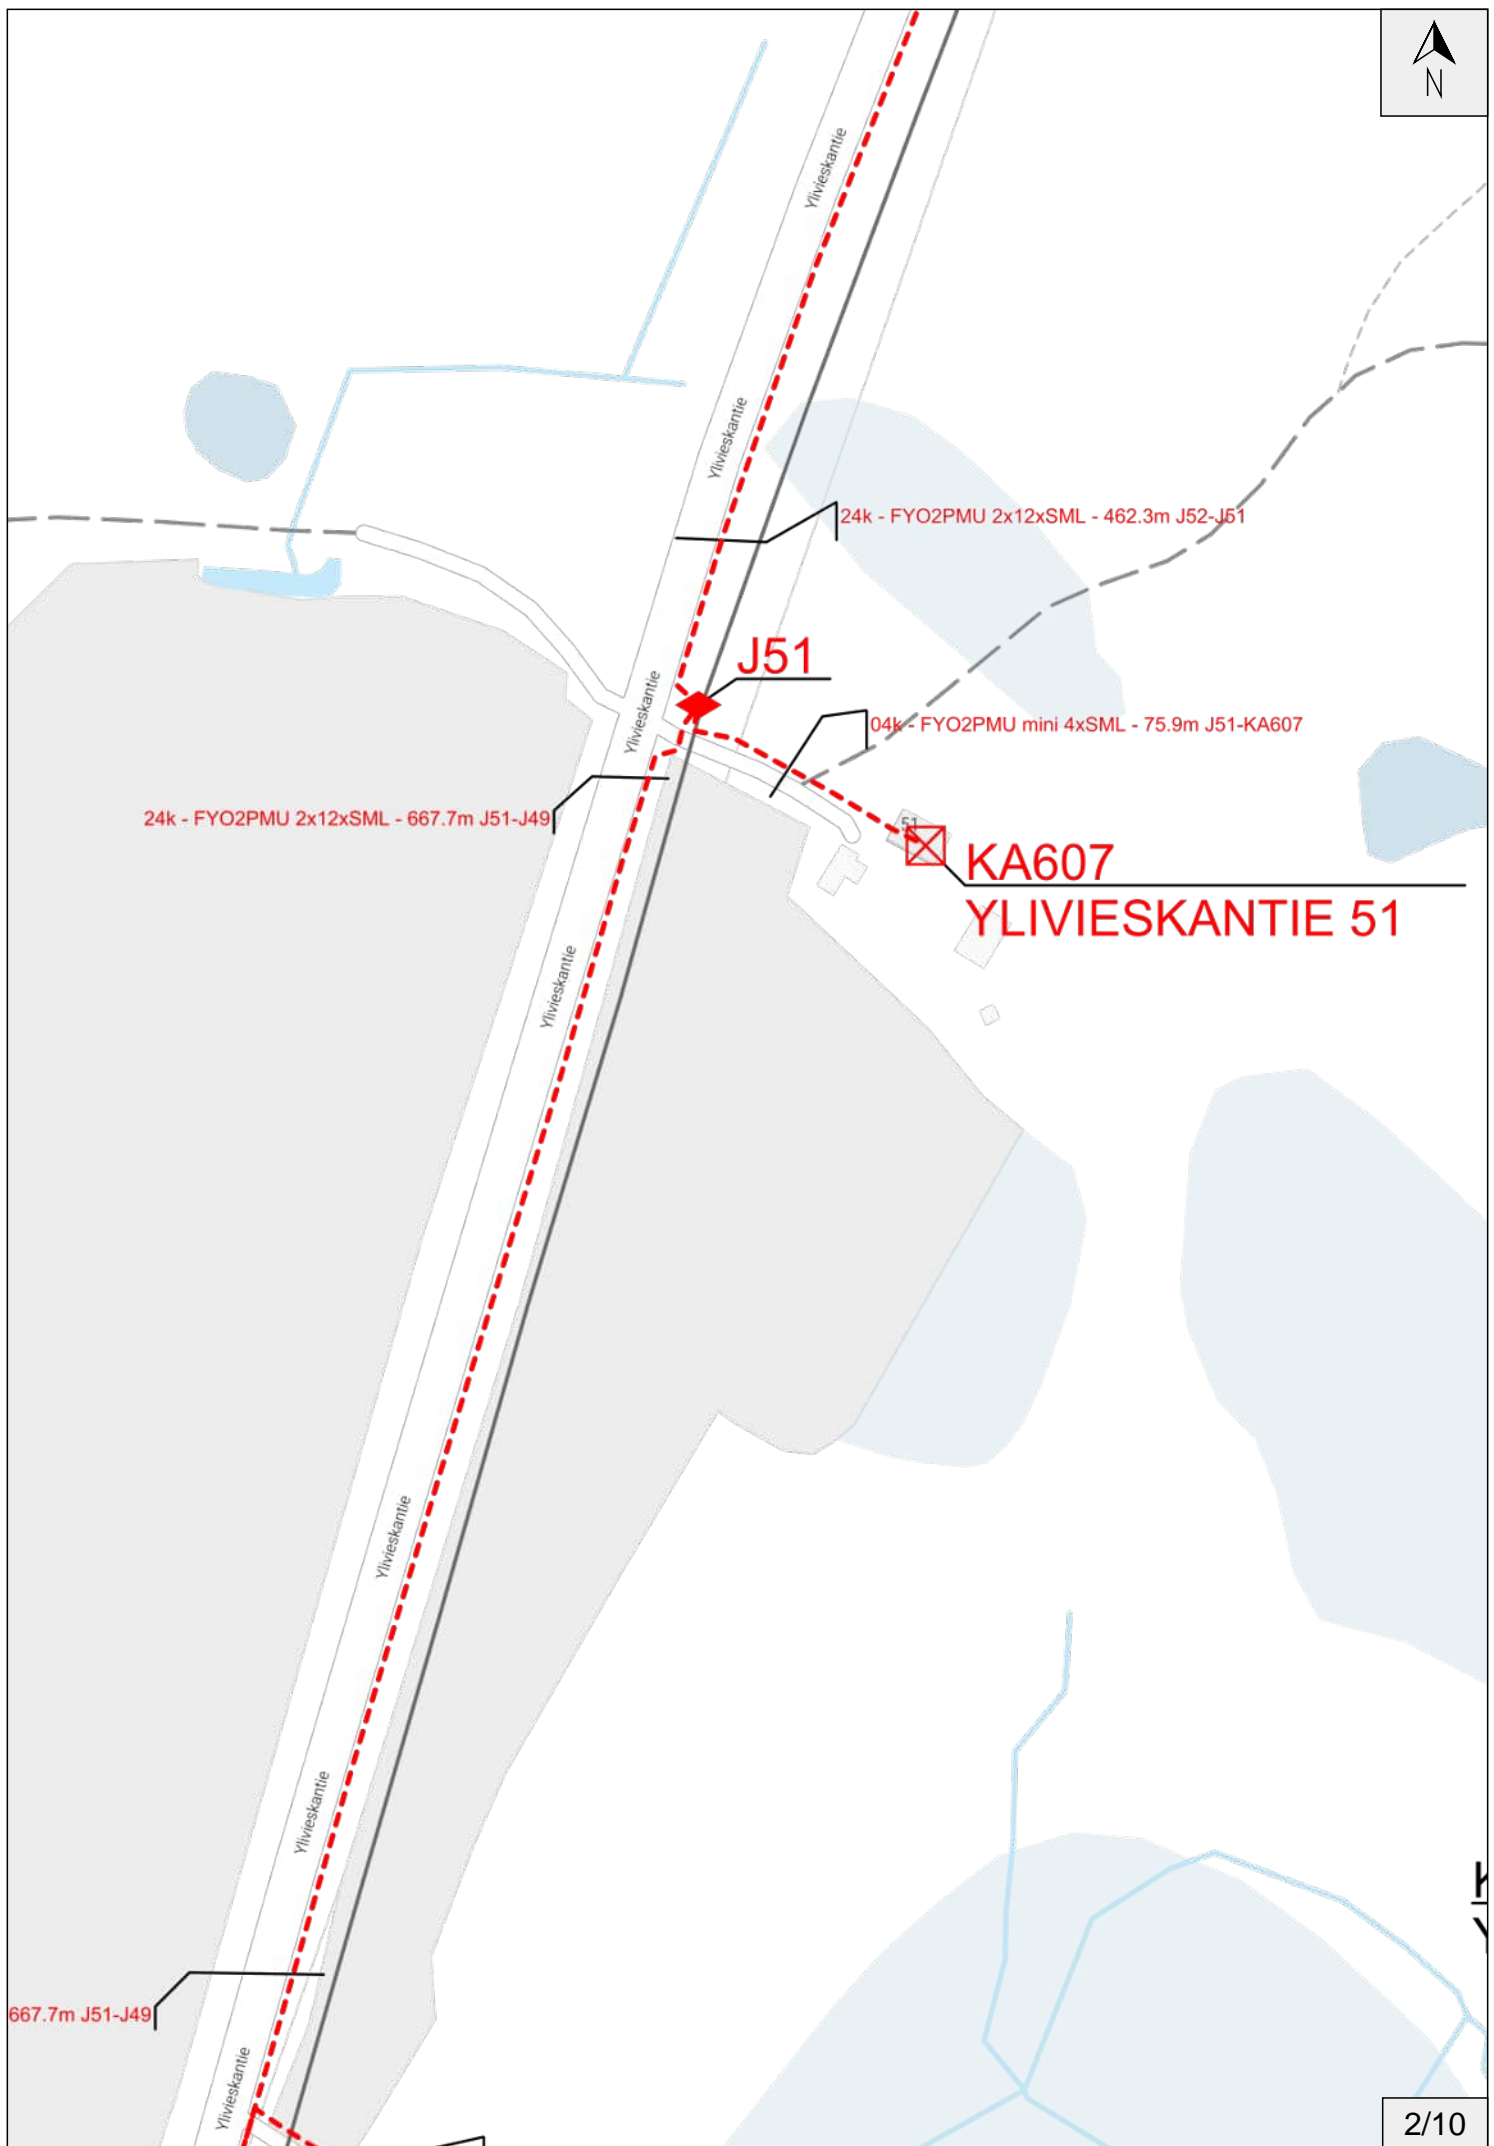 N
Ylivieskantie
Ylivieskantie
24k - FYO2PMU 2x12xSML - 462.3m J52-J51
J51
Ylivieskantie
04k - FYO2PMU mini 4xSML - 75.9m J51-KA607
24k - FYO2PMU 2x12xSML - 667.7m J51-J49
51
KA607
YLIVIESKANTIE 51
Ylivieskantie
Ylivieskantie
Ylivieskantie
667.7m J51-J49
Ylivieskantie
2/10